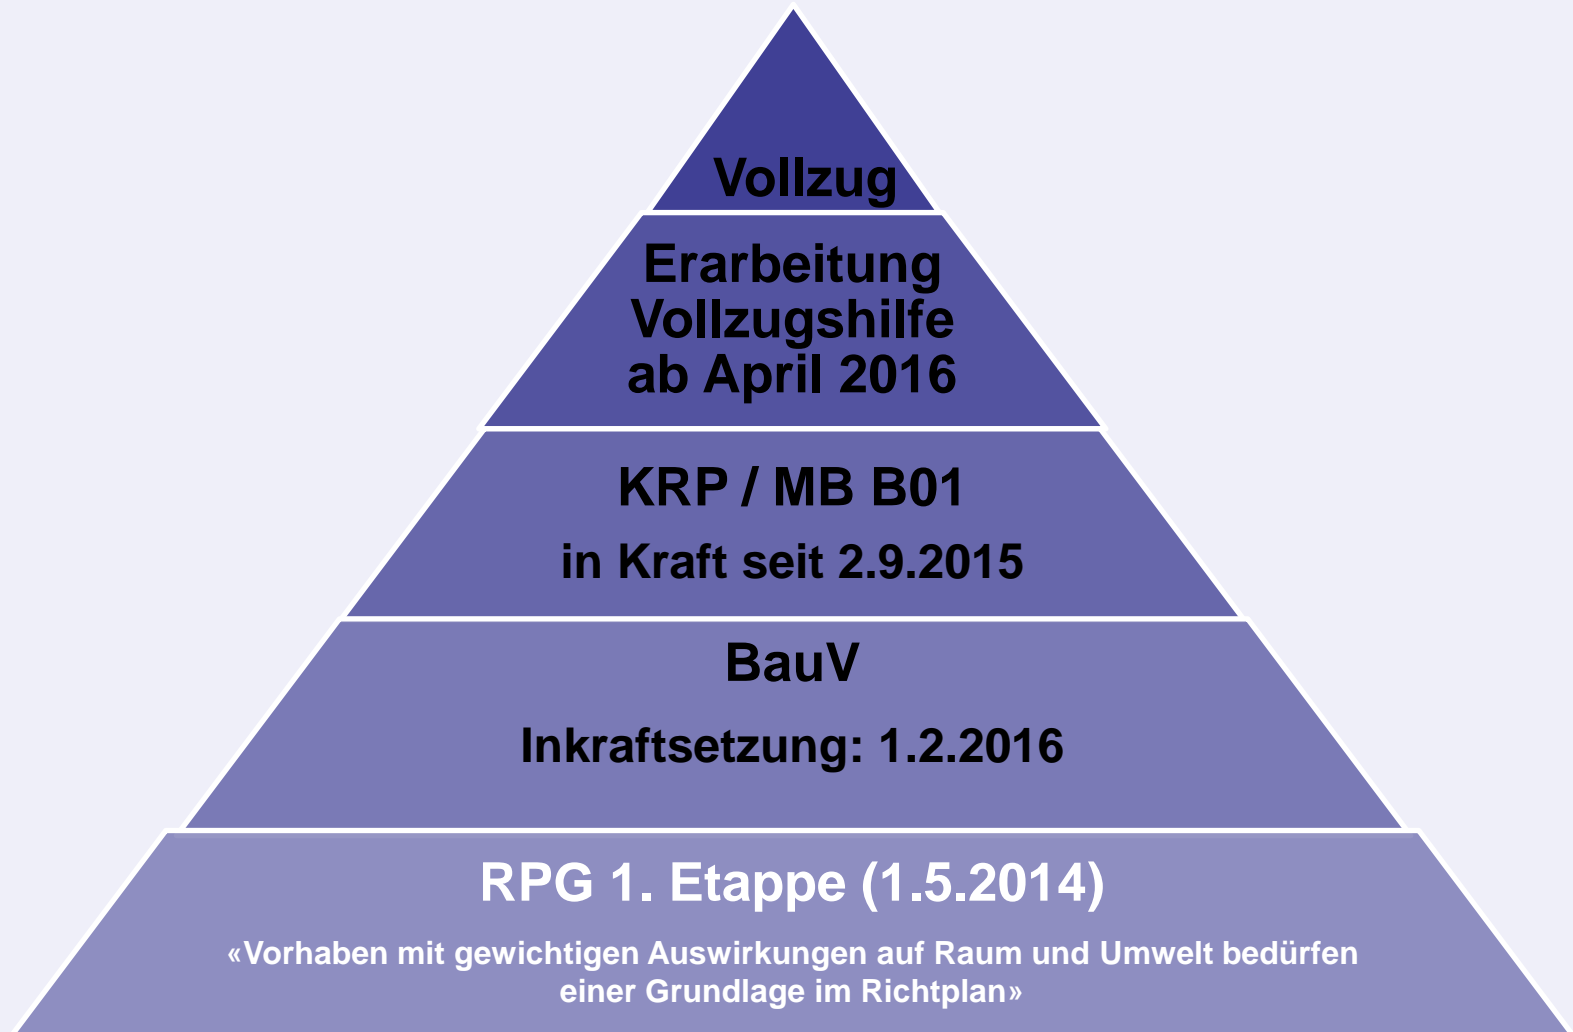 Vollzug
Erarbeitung
Vollzugshilfe
ab April 2016
KRP / MB B01
in Kraft seit 2.9.2015
BauV
Inkraftsetzung: 1.2.2016
RPG 1. Etappe (1.5.2014)
«Vorhaben mit gewichtigen Auswirkungen auf Raum und Umwelt bedürfen
einer Grundlage im Richtplan»